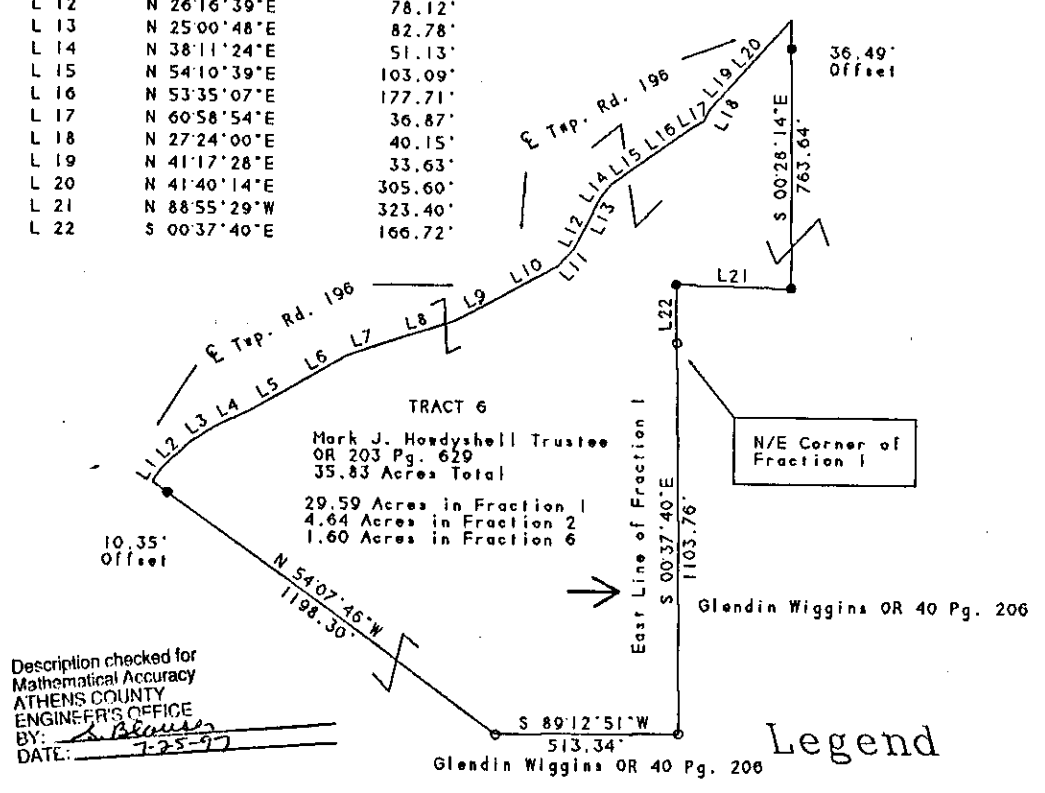 L 12 N 26°16'39"E 78.12'
L 13 N 25°00'48"E 82.78'
L 14 N 38°11'24"E 51.13'
L 15 N 54°10'39"E 103.09'
L 16 N 53°35'07"E 177.71'
L 17 N 60°58'54"E 36.87'
L 18 N 27°24'00"E 40.15'
L 19 N 41°17'28"E 33.63'
L 20 N 41°40'14"E 305.60'
L 21 N 88°55'29"W 323.40'
L 22 S 00°37'40"E 166.72'
36.49'
Offset
℄ Twp. Rd. 196
L20
L19
L18
L17
L16
L15
L14
L13
L12
L11
L10
L9
L8
L7
L6
L5
L4
L3
L2
L1
S 00°28'14"E
763.64'
L21
L22
℄ Twp. Rd. 196
TRACT 6
Mark J. Howdyshell Trustee
OR 203 Pg. 629
35.83 Acres Total
29.59 Acres in Fraction 1
4.64 Acres in Fraction 2
1.60 Acres in Fraction 6
N/E Corner of
Fraction 1
East Line of Fraction 1
S 00°37'40"E
1103.76'
10.35'
Offset
N 54°07'46"W
1198.30'
Glendin Wiggins OR 40 Pg. 206
Description checked for
Mathematical Accuracy
ATHENS COUNTY
ENGINEER'S OFFICE
BY:
DATE: 7-25-97
S 89°12'51"W
513.34'
Glendin Wiggins OR 40 Pg. 206
Legend